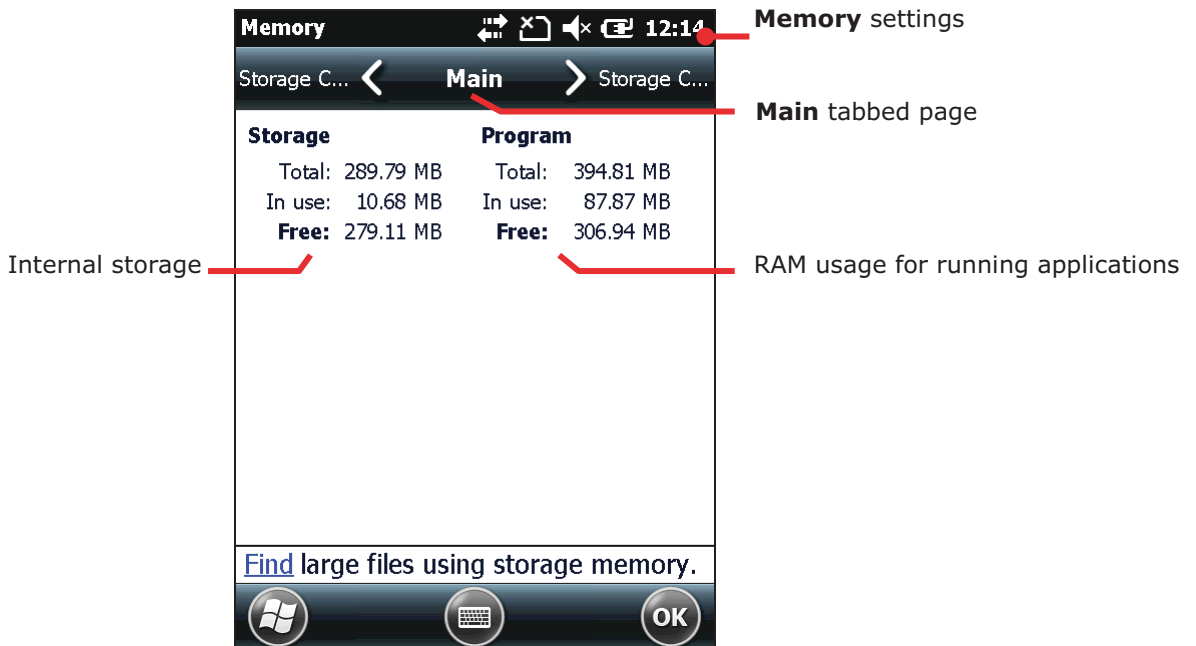 Memory 12:14
Memory settings
Storage C... Main Storage C...
Main tabbed page
Storage Program
Total: 289.79 MB Total: 394.81 MB
In use: 10.68 MB In use: 87.87 MB
Free: 279.11 MB Free: 306.94 MB
Internal storage
RAM usage for running applications
Find large files using storage memory.
OK